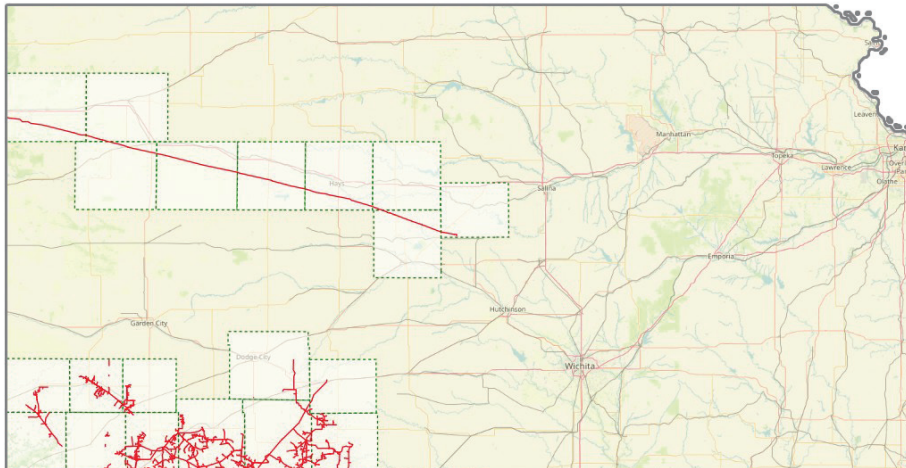 Leaven
Manhattan
Topeka
Kan
Lawrence
Olathe
Hays
Salina
Emporia
Hutchinson
Garden City
Dodge City
Wichita